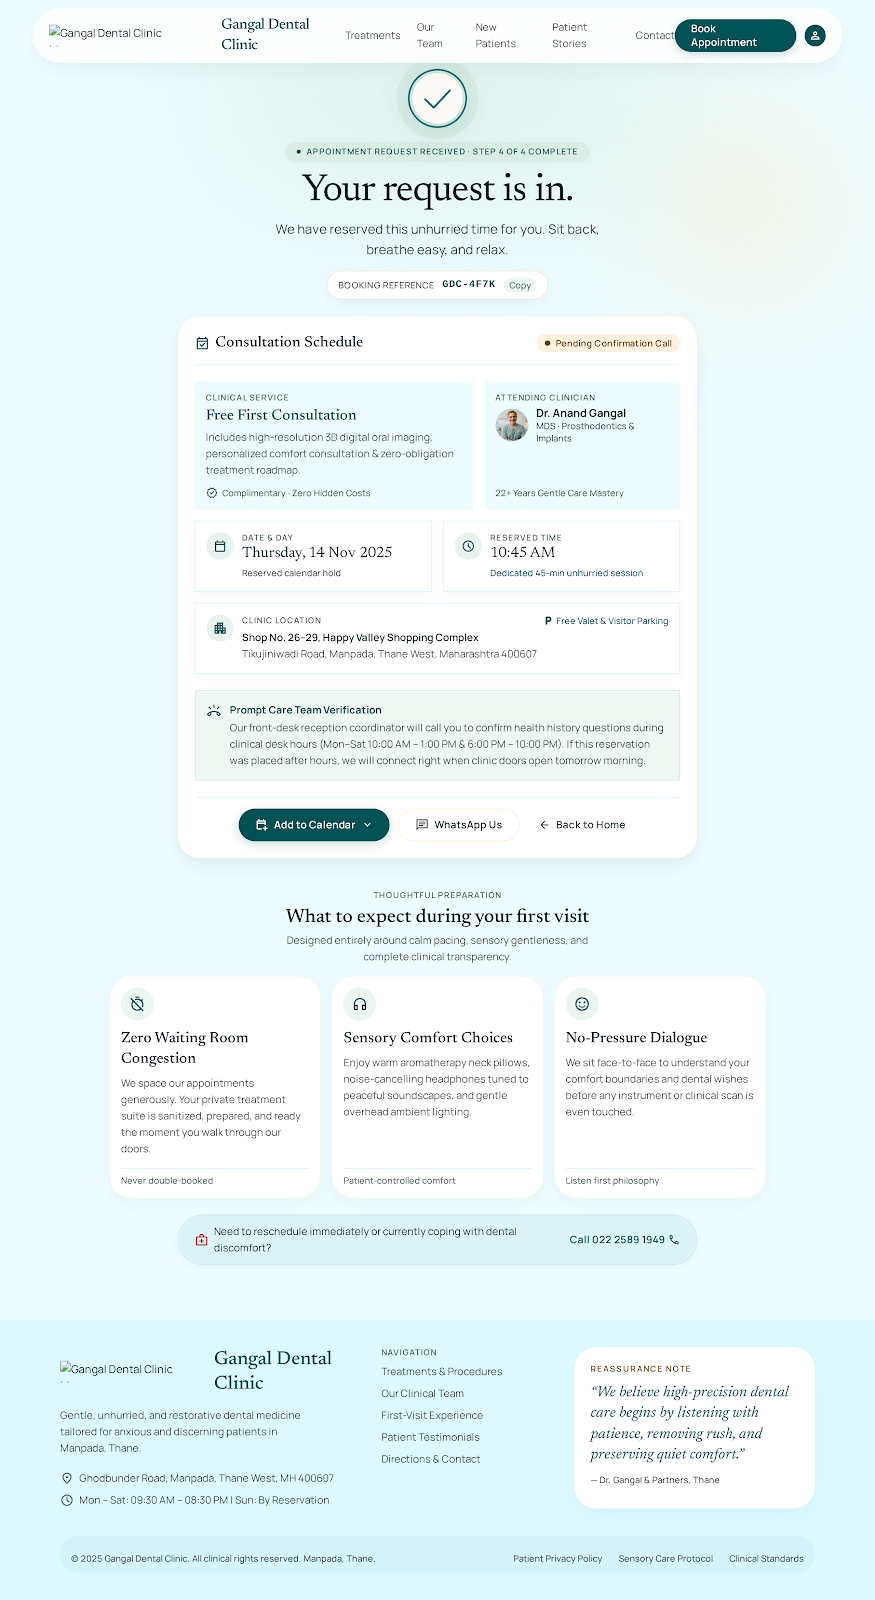 Gangal Dental Clinic
Gangal Dental
Clinic
Treatments
Our
Team
New
Patients
Patient
Stories
Contact
Book
Appointment
APPOINTMENT REQUEST RECEIVED · STEP 4 OF 4 COMPLETE
Your request is in.
We have reserved this unhurried time for you. Sit back,
breathe easy, and relax.
BOOKING REFERENCE GDC-4F7K Copy
Consultation Schedule
Pending Confirmation Call
CLINICAL SERVICE
Free First Consultation
Includes high-resolution 3D digital oral imaging,
personalized comfort consultation & zero-obligation
treatment roadmap.
Complimentary · Zero Hidden Costs
ATTENDING CLINICIAN
Dr. Anand Gangal
MDS · Prosthodontics &
Implants
22+ Years Gentle Care Mastery
DATE & DAY
Thursday, 14 Nov 2025
Reserved calendar hold
RESERVED TIME
10:45 AM
Dedicated 45-min unhurried session
CLINIC LOCATION
P Free Valet & Visitor Parking
Shop No. 26–29, Happy Valley Shopping Complex
Tikujiniwadi Road, Manpada, Thane West, Maharashtra 400607
Prompt Care Team Verification
Our front-desk reception coordinator will call you to confirm health history questions during
clinical desk hours (Mon–Sat 10:00 AM – 1:00 PM & 6:00 PM – 10:00 PM). If this reservation
was placed after hours, we will connect right when clinic doors open tomorrow morning.
Add to Calendar
WhatsApp Us
Back to Home
THOUGHTFUL PREPARATION
What to expect during your first visit
Designed entirely around calm pacing, sensory gentleness, and
complete clinical transparency.
Zero Waiting Room
Congestion
We space our appointments
generously. Your private treatment
suite is sanitized, prepared, and ready
the moment you walk through our
doors.
Never double-booked
Sensory Comfort Choices
Enjoy warm aromatherapy neck pillows,
noise-cancelling headphones tuned to
peaceful soundscapes, and gentle
overhead ambient lighting.
Patient-controlled comfort
No-Pressure Dialogue
We sit face-to-face to understand your
comfort boundaries and dental wishes
before any instrument or clinical scan is
even touched.
Listen first philosophy
Need to reschedule immediately or currently coping with dental
discomfort?
Call 022 2589 1949
Gangal Dental Clinic
Gangal Dental
Clinic
Gentle, unhurried, and restorative dental medicine
tailored for anxious and discerning patients in
Manpada, Thane.
Ghodbunder Road, Manpada, Thane West, MH 400607
Mon – Sat: 09:30 AM – 08:30 PM | Sun: By Reservation
NAVIGATION
Treatments & Procedures
Our Clinical Team
First-Visit Experience
Patient Testimonials
Directions & Contact
REASSURANCE NOTE
“We believe high-precision dental
care begins by listening with
patience, removing rush, and
preserving quiet comfort.”
— Dr. Gangal & Partners, Thane
© 2025 Gangal Dental Clinic. All clinical rights reserved. Manpada, Thane.
Patient Privacy Policy
Sensory Care Protocol
Clinical Standards